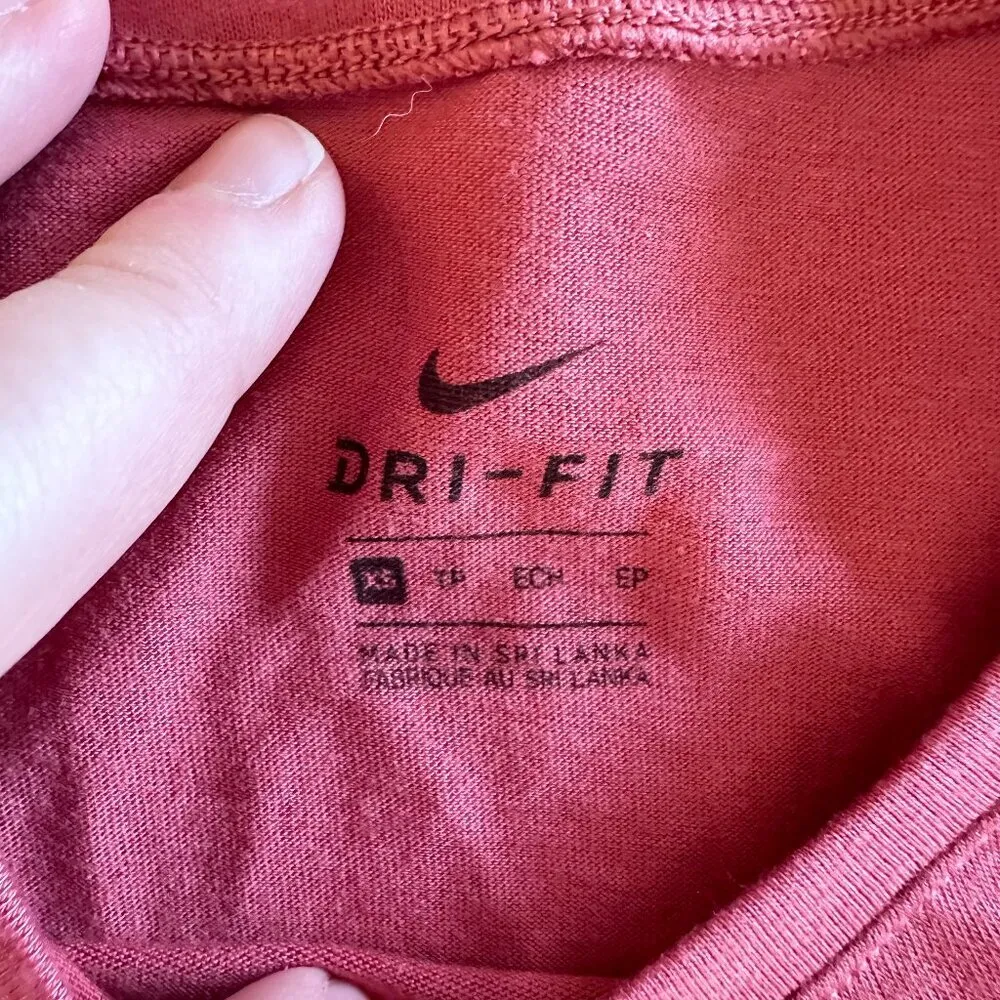 DRI-FIT
XS TP ECH EP
MADE IN SRI LANKA
FABRIQUE AU SRI LANKA